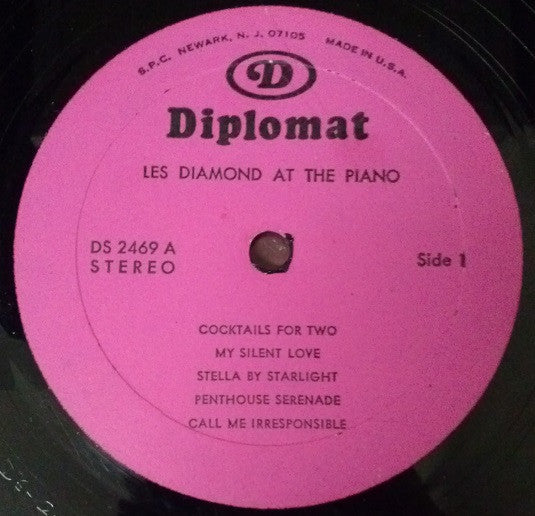 S.P.C. NEWARK, N. J. 07105 MADE IN U.S.A.
D
Diplomat
LES DIAMOND AT THE PIANO
DS 2469 A
STEREO
Side 1
COCKTAILS FOR TWO
MY SILENT LOVE
STELLA BY STARLIGHT
PENTHOUSE SERENADE
CALL ME IRRESPONSIBLE